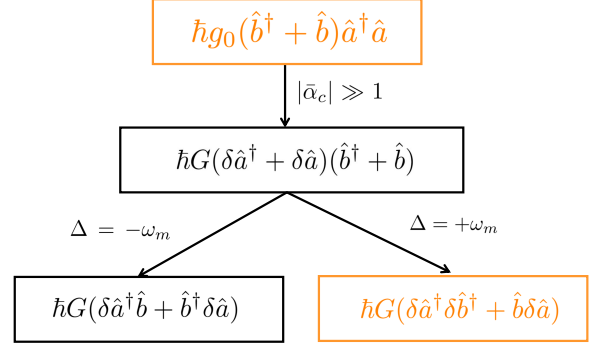 ħg₀(b̂† + b̂)â†â
|ᾱ_c| ≫ 1
ħG(δâ† + δâ)(b̂† + b̂)
Δ = −ω_m
Δ = +ω_m
ħG(δâ†b̂ + b̂†δâ)
ħG(δâ†δb̂† + b̂δâ)